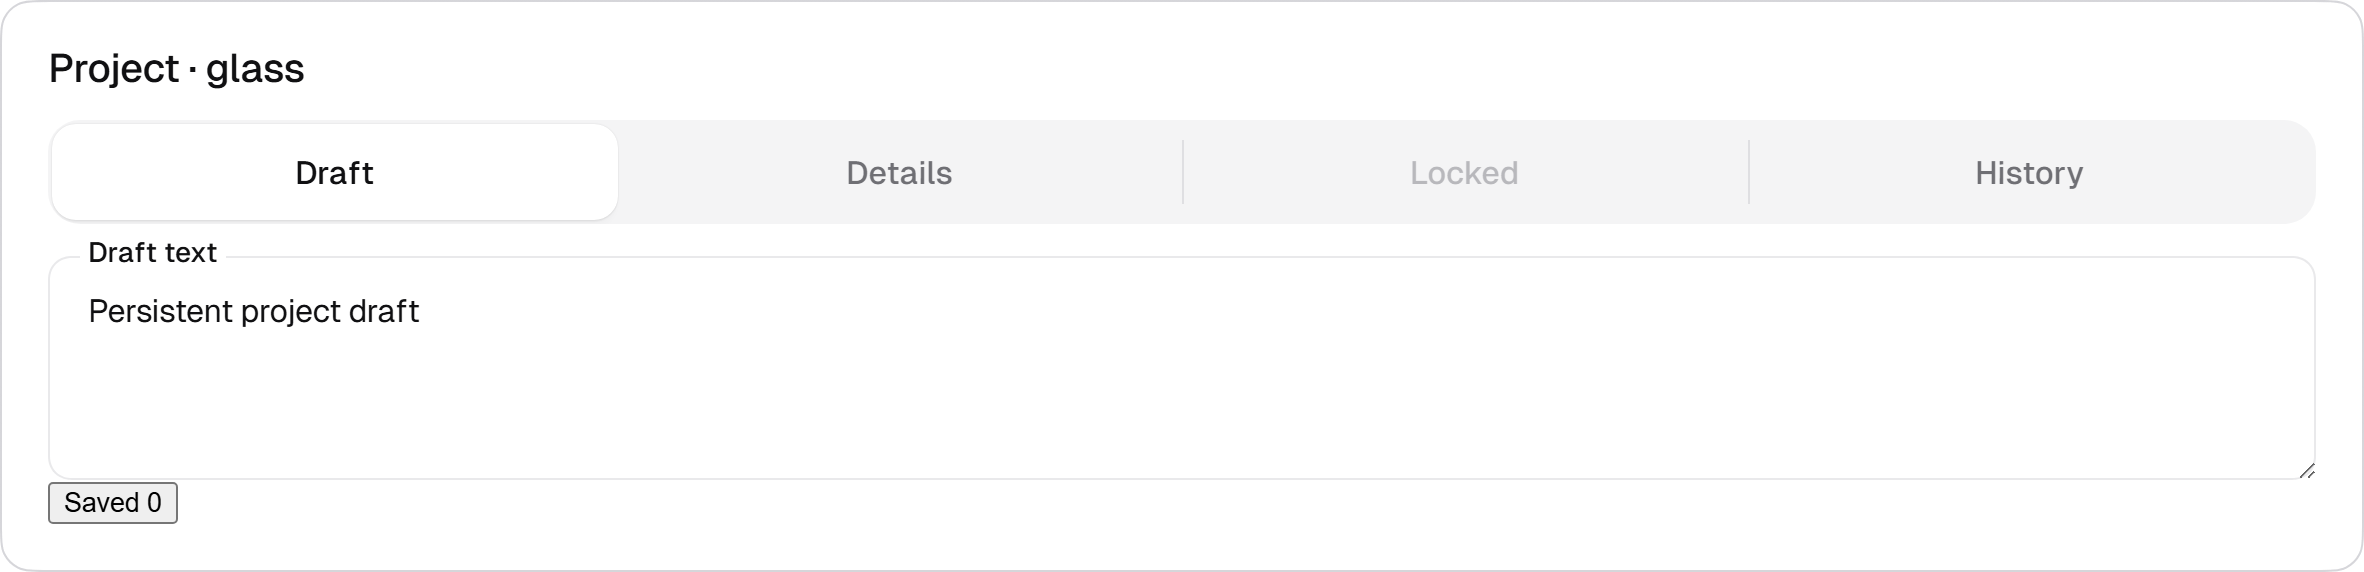 Project · glass
Draft Details Locked History
Draft text
Persistent project draft
Saved 0